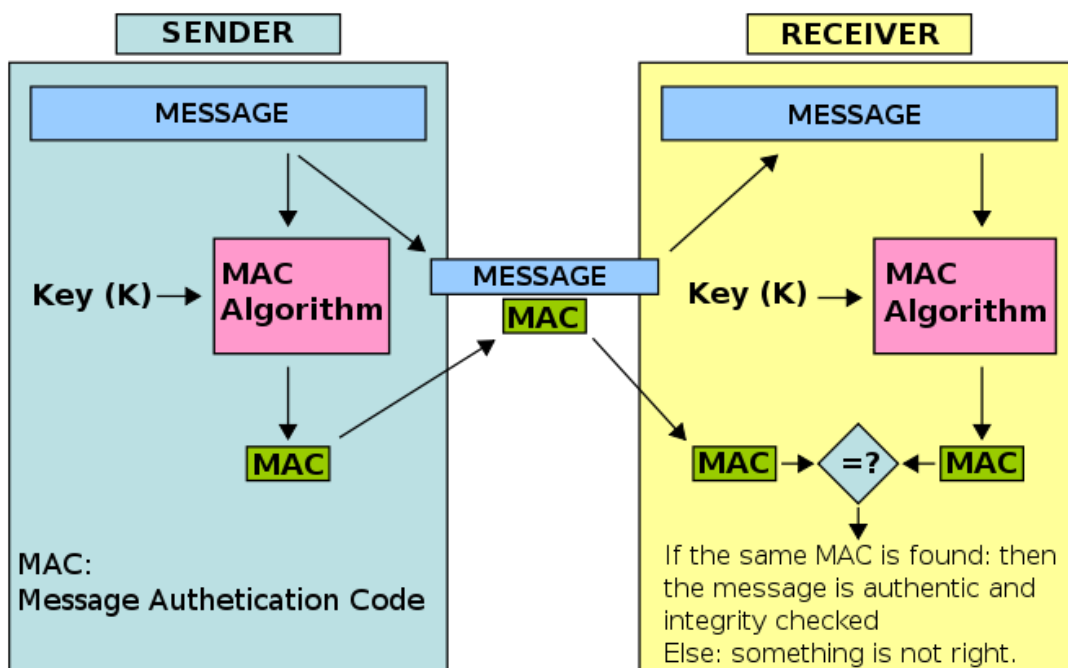 SENDER
MESSAGE
Key (K)
MAC
Algorithm
MAC
MAC:
Message Authetication Code
MESSAGE
MAC
RECEIVER
MESSAGE
Key (K)
MAC
Algorithm
MAC
=?
MAC
If the same MAC is found: then
the message is authentic and
integrity checked
Else: something is not right.